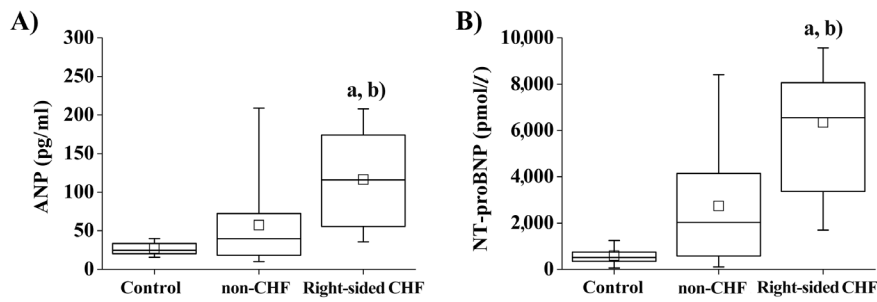 A)
300
250
200
150
100
50
0
ANP (pg/ml)
a, b)
Control non-CHF Right-sided CHF
B)
10,000
8,000
6,000
4,000
2,000
0
NT-proBNP (pmol/l)
a, b)
Control non-CHF Right-sided CHF